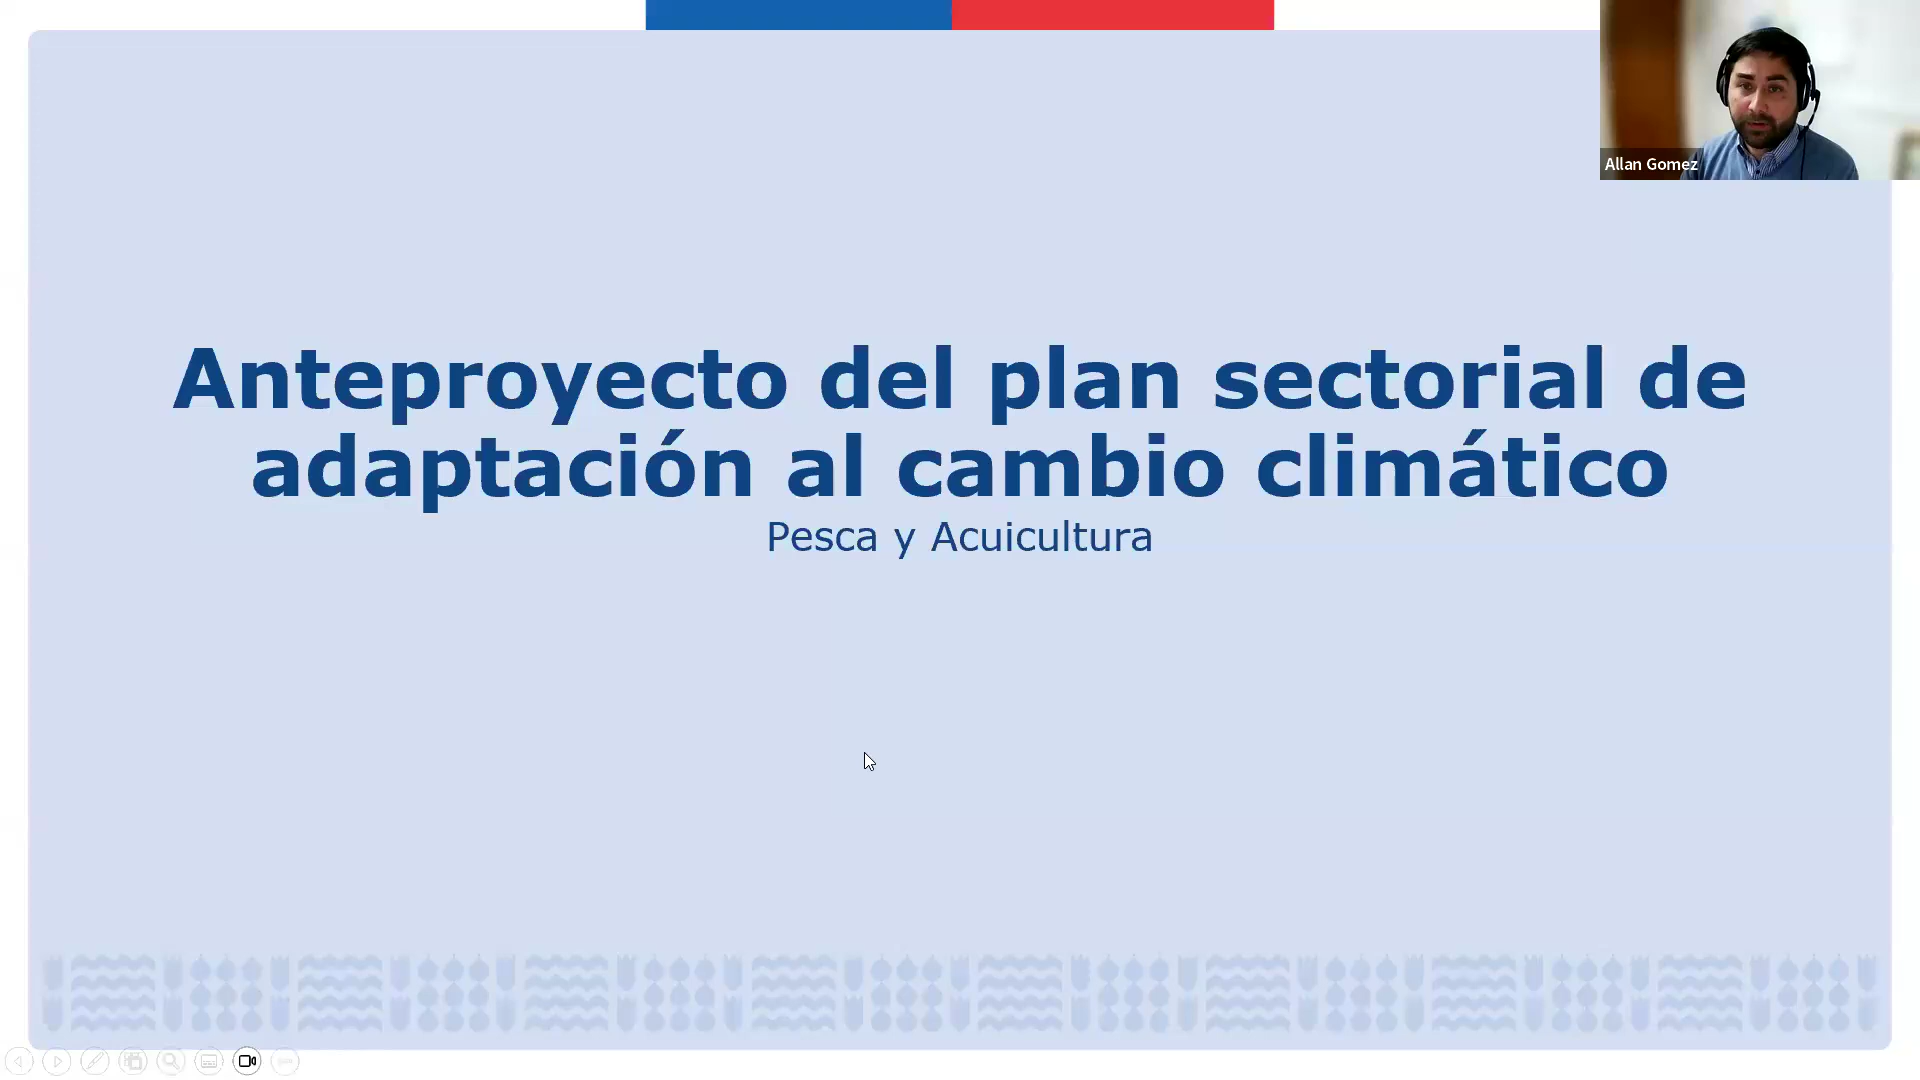 Anteproyecto del plan sectorial de
adaptación al cambio climático
Pesca y Acuicultura
Allan Gomez